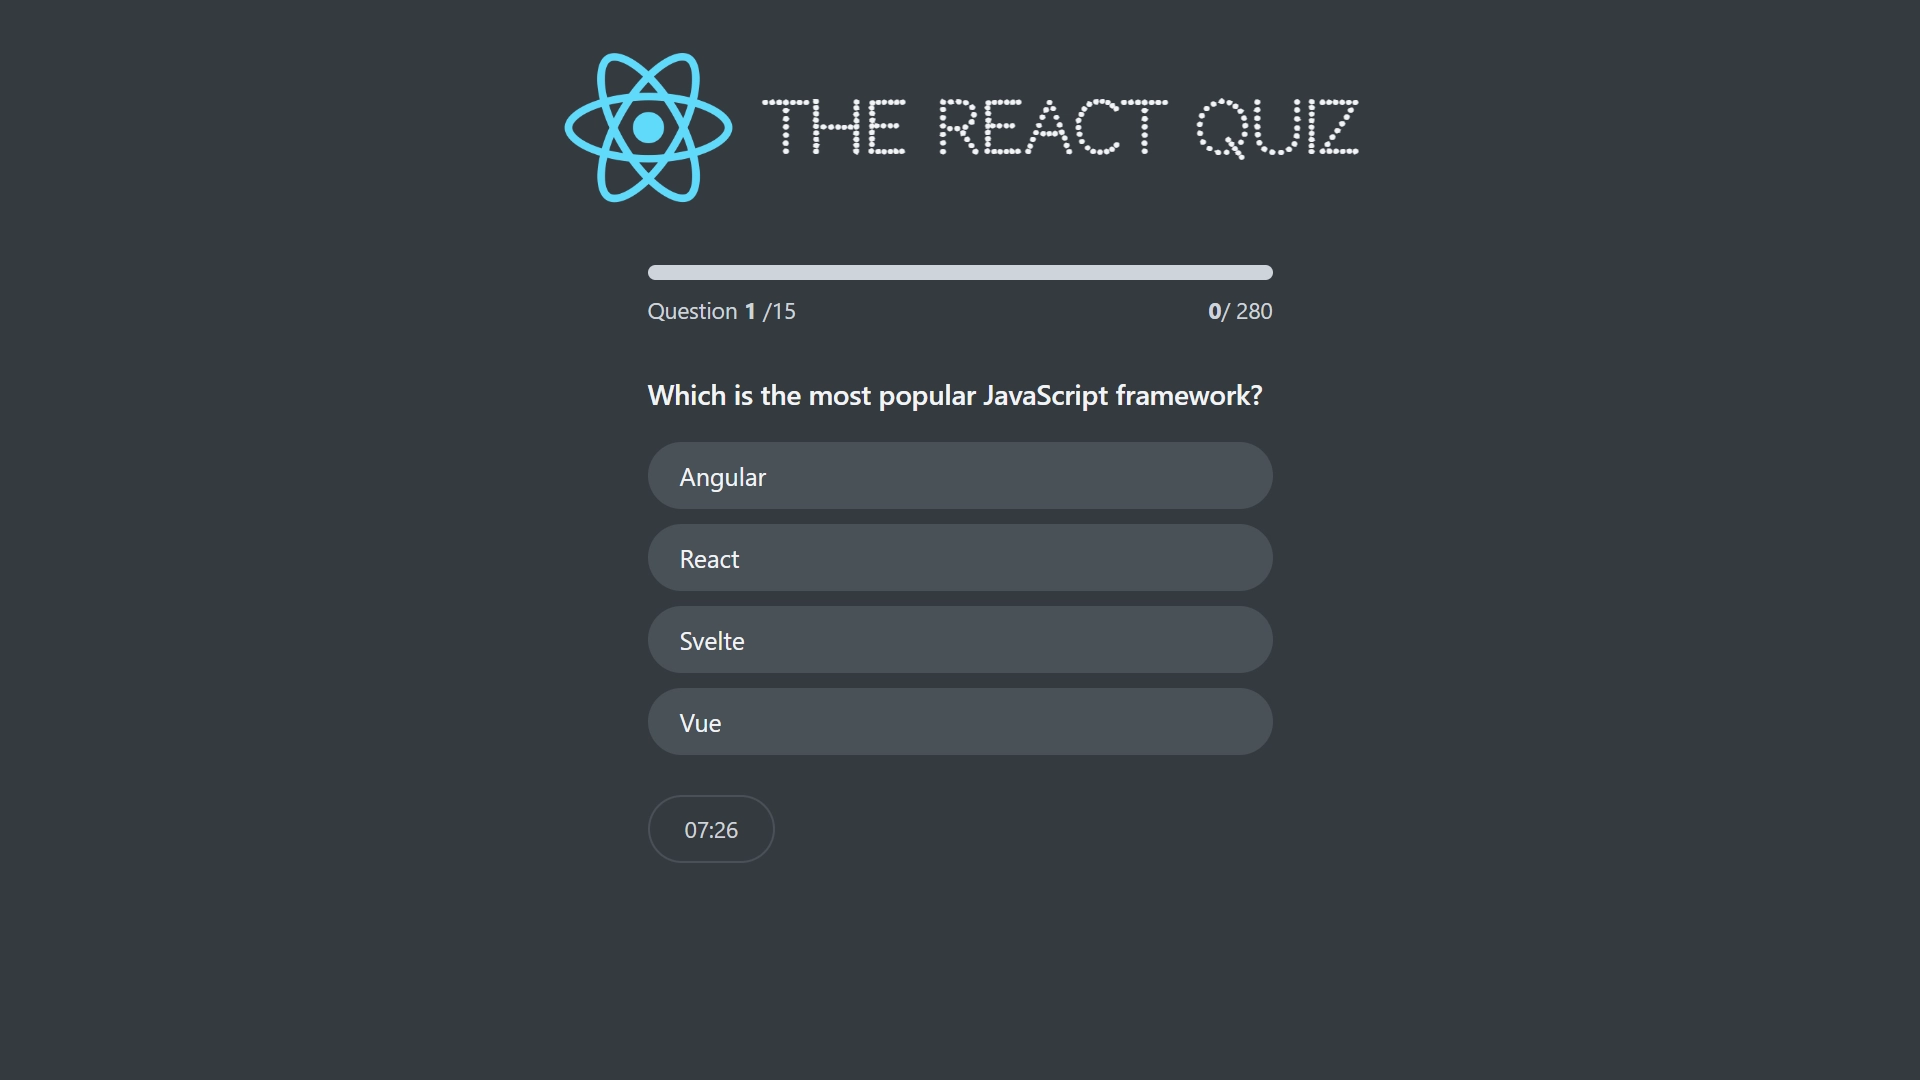 THE REACT QUIZ
Question 1 /15
0/ 280
Which is the most popular JavaScript framework?
Angular
React
Svelte
Vue
07:26